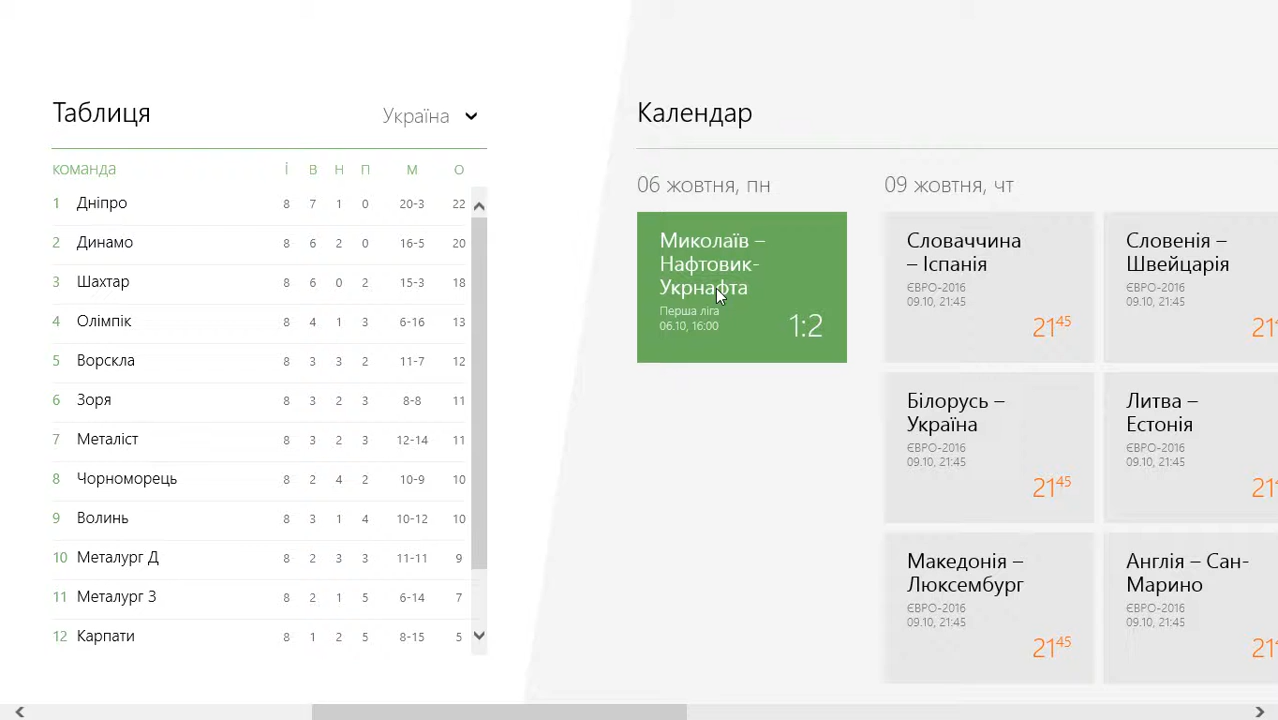 Таблиця
Україна
команда і в н п м о
1 Дніпро 8 7 1 0 20-3 22
2 Динамо 8 6 2 0 16-5 20
3 Шахтар 8 6 0 2 15-3 18
4 Олімпік 8 4 1 3 6-16 13
5 Ворскла 8 3 3 2 11-7 12
6 Зоря 8 3 2 3 8-8 11
7 Металіст 8 3 2 3 12-14 11
8 Чорноморець 8 2 4 2 10-9 10
9 Волинь 8 3 1 4 10-12 10
10 Металург Д 8 2 3 3 11-11 9
11 Металург З 8 2 1 5 6-14 7
12 Карпати 8 1 2 5 8-15 5
Календар
06 жовтня, пн
Миколаїв –
Нафтовик-
Укрнафта
Перша ліга
06.10, 16:00
1:2
09 жовтня, чт
Словаччина
– Іспанія
ЄВРО-2016
09.10, 21:45
2145
Словенія –
Швейцарія
ЄВРО-2016
09.10, 21:45
Білорусь –
Україна
ЄВРО-2016
09.10, 21:45
2145
Литва –
Естонія
ЄВРО-2016
09.10, 21:45
Македонія –
Люксембург
ЄВРО-2016
09.10, 21:45
2145
Англія – Сан-
Марино
ЄВРО-2016
09.10, 21:45